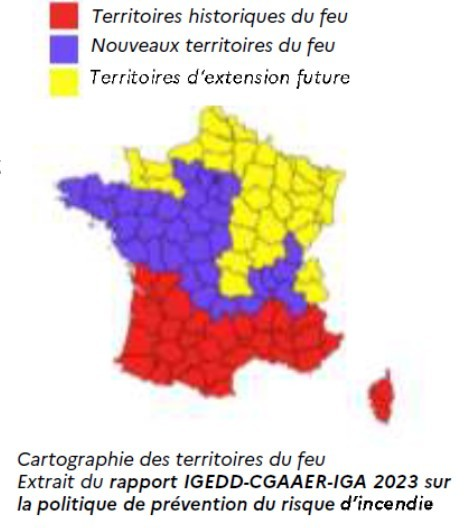 Territoires historiques du feu
Nouveaux territoires du feu
Territoires d'extension future
Cartographie des territoires du feu
Extrait du rapport IGEDD-CGAAER-IGA 2023 sur
la politique de prévention du risque d'incendie